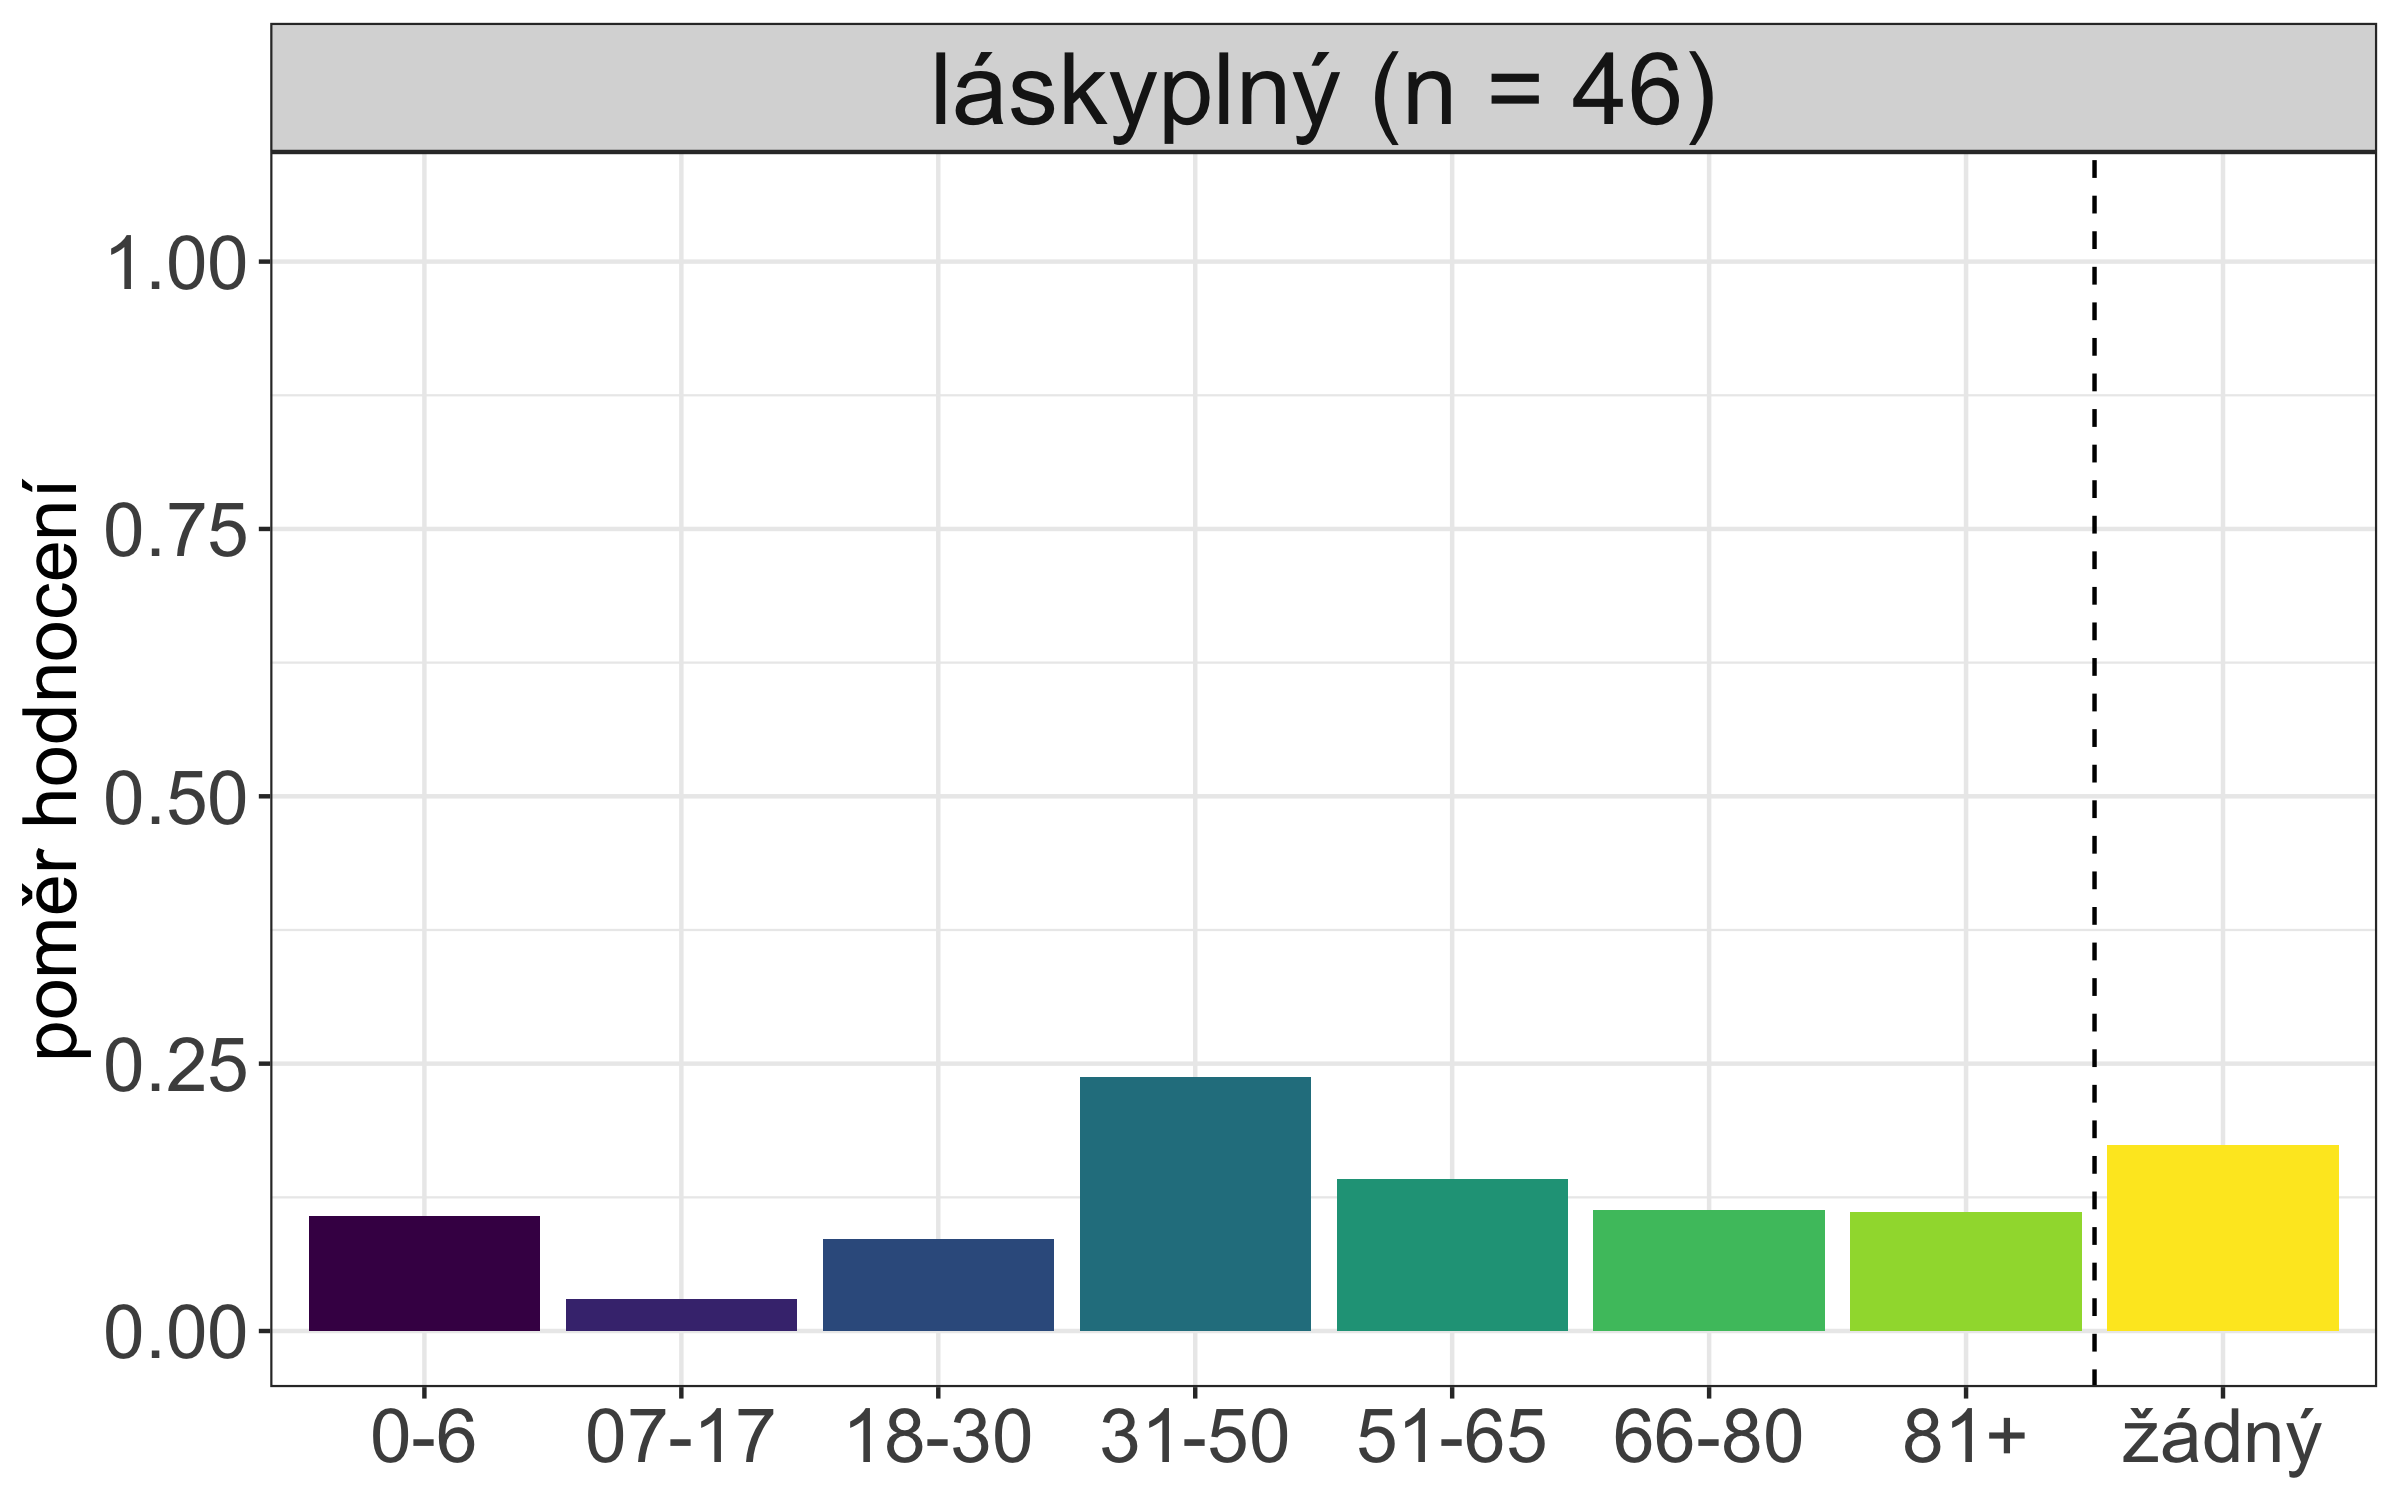 láskyplný (n = 46)
poměr hodnocení
1.00
0.75
0.50
0.25
0.00
0-6 07-17 18-30 31-50 51-65 66-80 81+ žádný